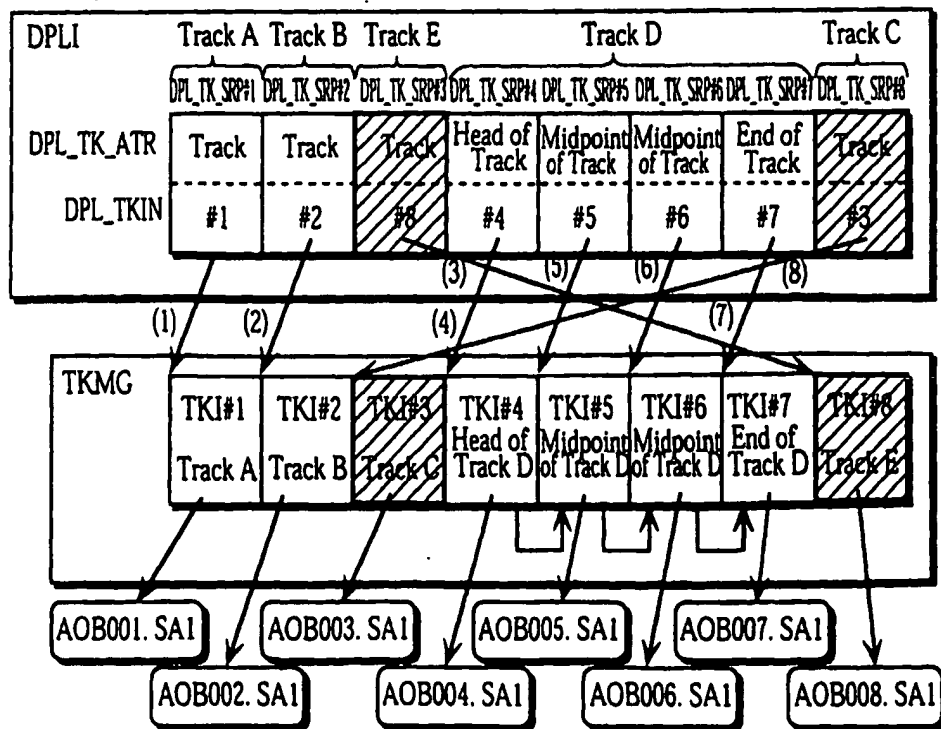 DPLI
Track A Track B Track E Track D Track C
DPL_TK_SRP#1 DPL_TK_SRP#2 DPL_TK_SRP#3 DPL_TK_SRP#4 DPL_TK_SRP#5 DPL_TK_SRP#6 DPL_TK_SRP#7 DPL_TK_SRP#8
DPL_TK_ATR
Track Track Track Head of Track Midpoint of Track Midpoint of Track End of Track Track
DPL_TKIN
#1 #2 #8 #4 #5 #6 #7 #3
(1) (2) (3) (4) (5) (6) (7) (8)
TKMG
TKI#1 TKI#2 TKI#3 TKI#4 TKI#5 TKI#6 TKI#7 TKI#8
Track A Track B Track C Head of Track D Midpoint of Track D Midpoint of Track D End of Track D Track E
AOB001. SA1 AOB003. SA1 AOB005. SA1 AOB007. SA1
AOB002. SA1 AOB004. SA1 AOB006. SA1 AOB008. SA1